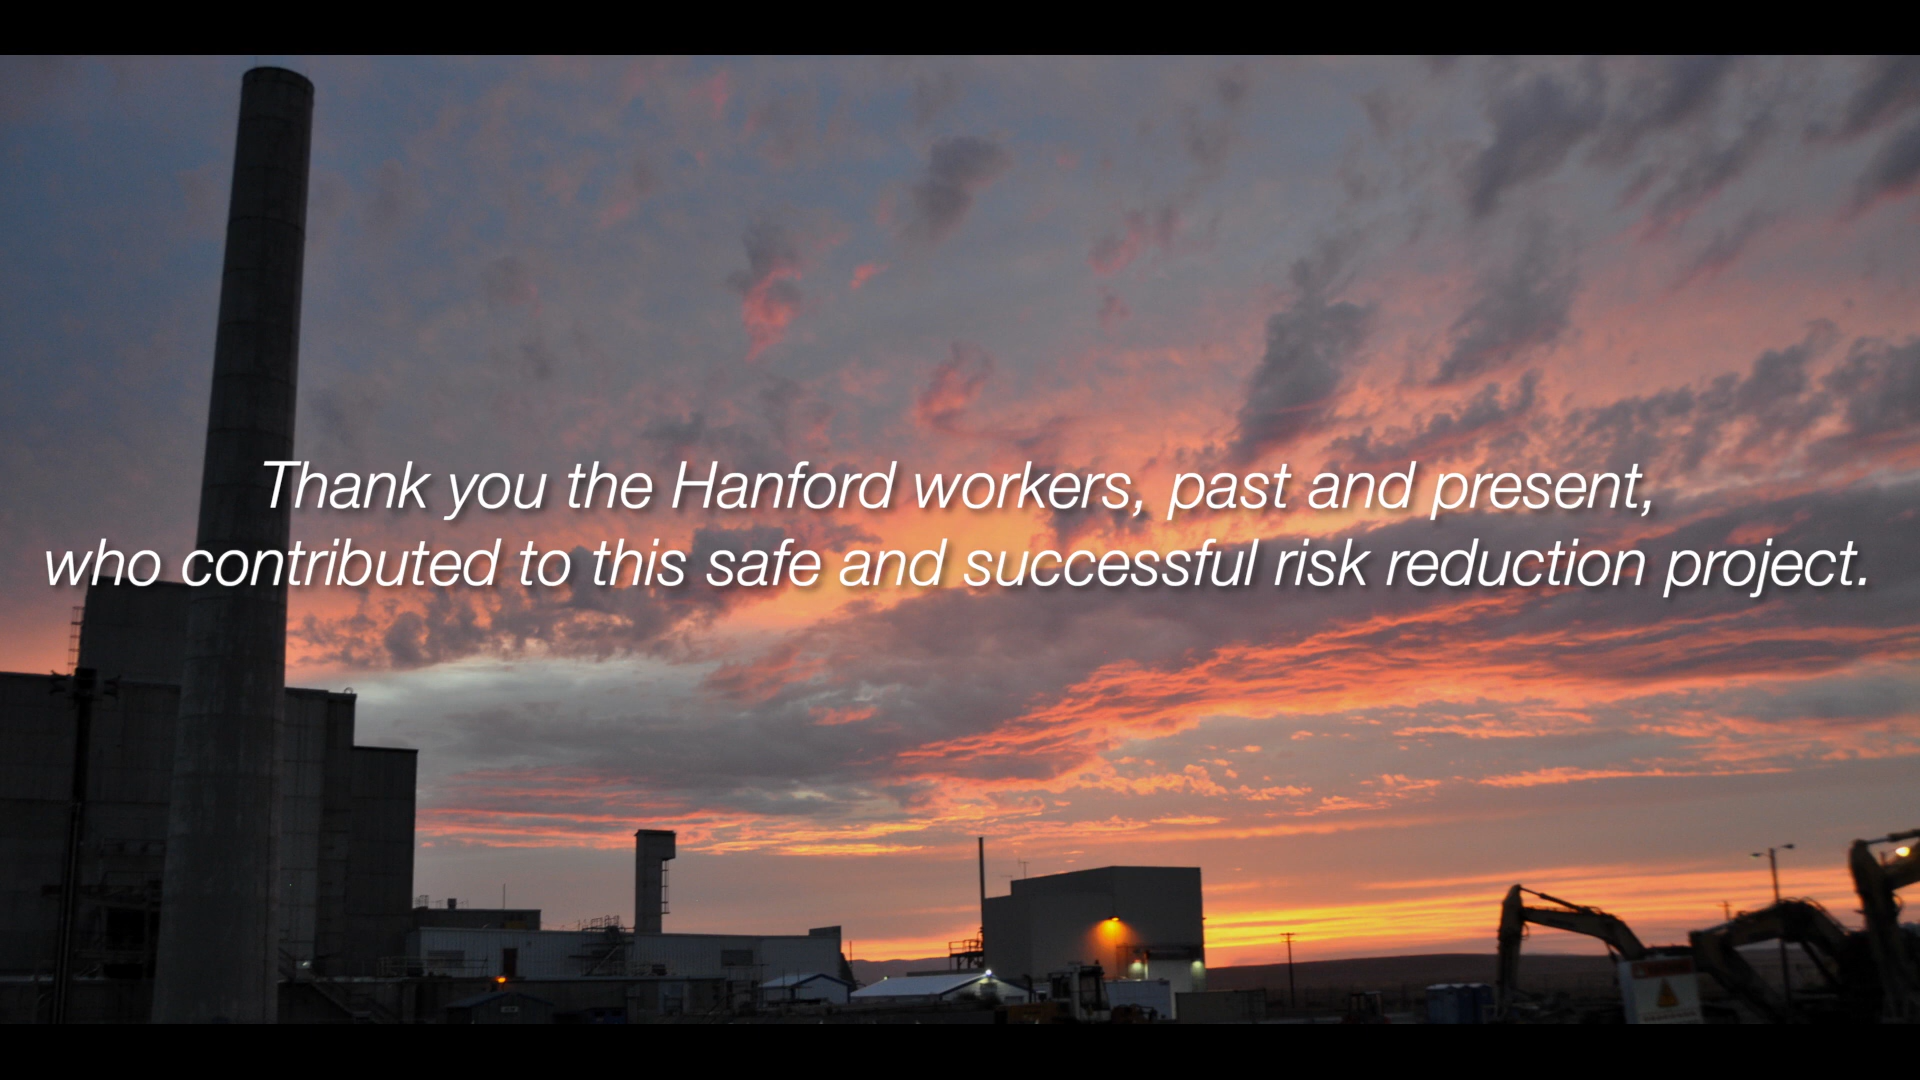 Thank you the Hanford workers, past and present,
who contributed to this safe and successful risk reduction project.